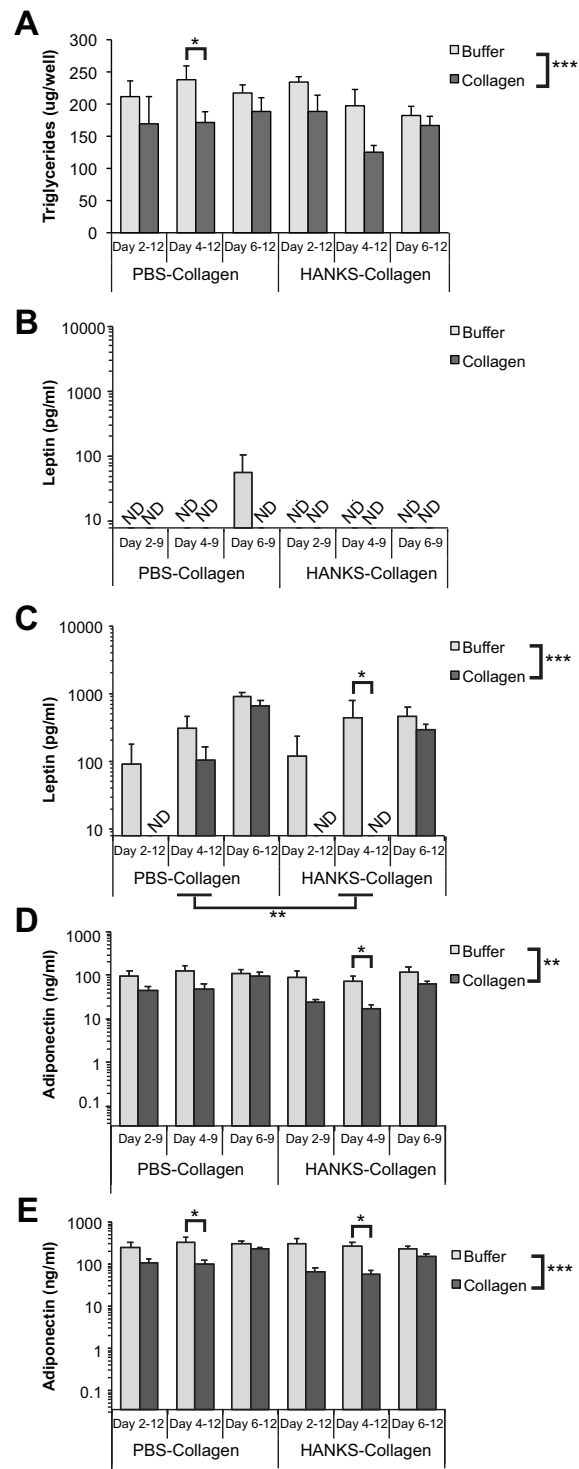 A
Triglycerides (ug/well)
300
250
200
150
100
50
0
*
Buffer
Collagen
***
Day 2-12 Day 4-12 Day 6-12 Day 2-12 Day 4-12 Day 6-12
PBS-Collagen HANKS-Collagen
B
Leptin (pg/ml)
10000
1000
100
10
ND ND ND ND ND ND ND ND ND ND ND
Buffer
Collagen
Day 2-9 Day 4-9 Day 6-9 Day 2-9 Day 4-9 Day 6-9
PBS-Collagen HANKS-Collagen
C
Leptin (pg/ml)
10000
1000
100
10
*
ND ND ND
Buffer
Collagen
***
Day 2-12 Day 4-12 Day 6-12 Day 2-12 Day 4-12 Day 6-12
PBS-Collagen HANKS-Collagen
**
D
Adiponectin (ng/ml)
1000
100
10
1
0.1
*
Buffer
Collagen
**
Day 2-9 Day 4-9 Day 6-9 Day 2-9 Day 4-9 Day 6-9
PBS-Collagen HANKS-Collagen
E
Adiponectin (ng/ml)
1000
100
10
1
0.1
* *
Buffer
Collagen
***
Day 2-12 Day 4-12 Day 6-12 Day 2-12 Day 4-12 Day 6-12
PBS-Collagen HANKS-Collagen